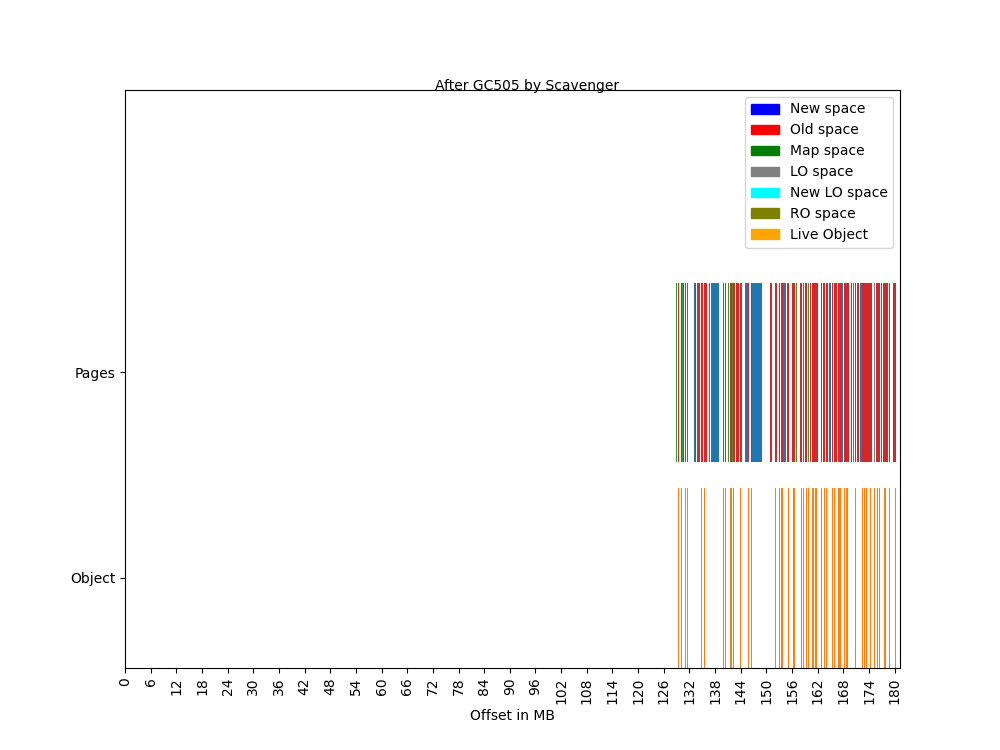 After GC505 by Scavenger
New space
Old space
Map space
LO space
New LO space
RO space
Live Object
Pages
Object
0 6 12 18 24 30 36 42 48 54 60 66 72 78 84 90 96 102 108 114 120 126 132 138 144 150 156 162 168 174 180
Offset in MB